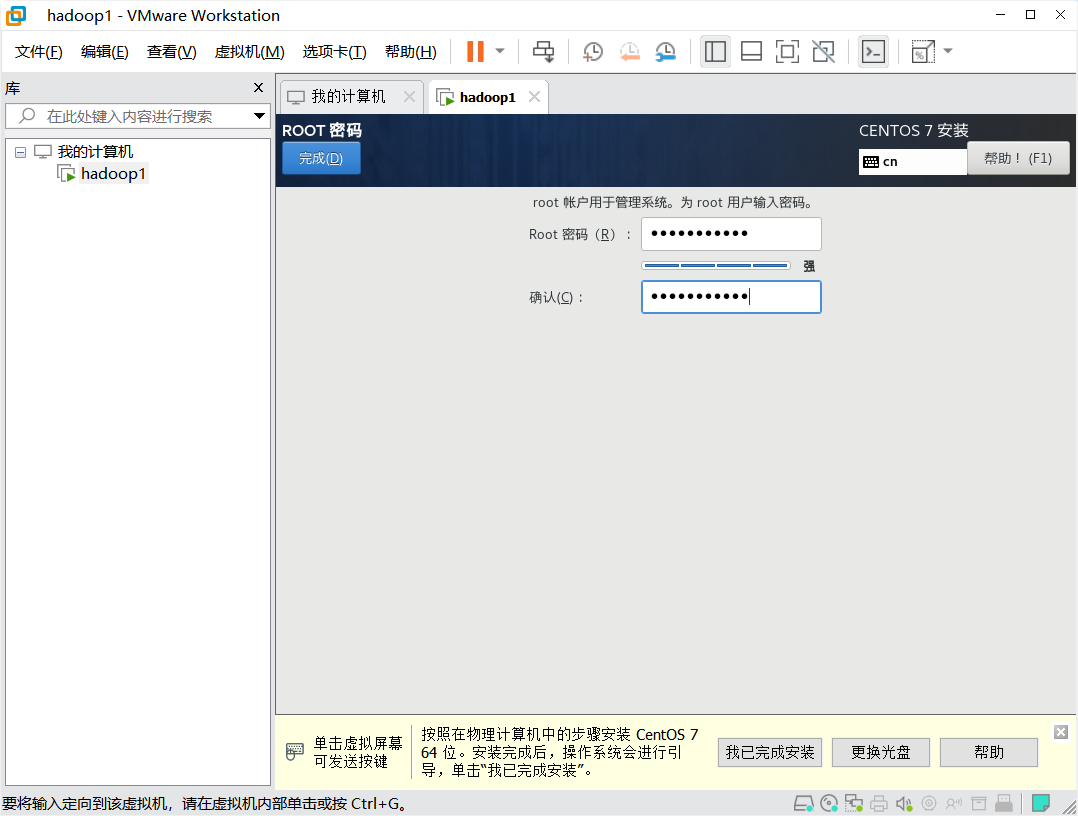 hadoop1 - VMware Workstation
文件(F) 编辑(E) 查看(V) 虚拟机(M) 选项卡(T) 帮助(H)
库
在此处键入内容进行搜索
我的计算机
hadoop1
我的计算机 hadoop1
ROOT 密码
完成(D)
CENTOS 7 安装
cn
帮助！(F1)
root 帐户用于管理系统。为 root 用户输入密码。
Root 密码（R）：
强
确认(C)：
单击虚拟屏幕
可发送按键
按照在物理计算机中的步骤安装 CentOS 7
64 位。安装完成后，操作系统会进行引
导，单击“我已完成安装”。
我已完成安装
更换光盘
帮助
要将输入定向到该虚拟机，请在虚拟机内部单击或按 Ctrl+G。